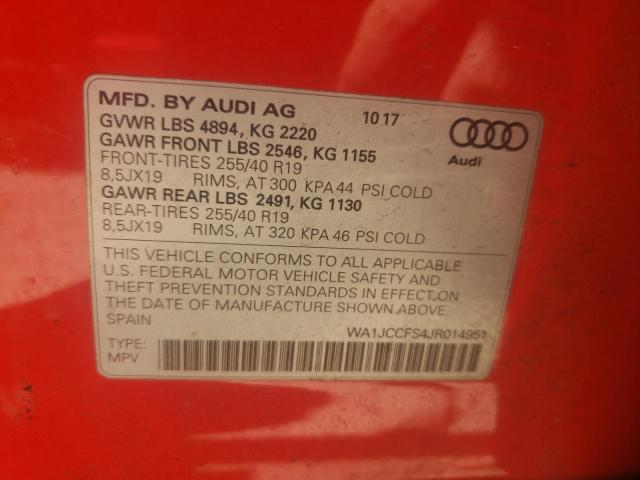 MFD. BY AUDI AG 10 17
GVWR LBS 4894, KG 2220
GAWR FRONT LBS 2546, KG 1155
FRONT-TIRES 255/40 R19
8,5JX19 RIMS, AT 300 KPA 44 PSI COLD
GAWR REAR LBS 2491, KG 1130
REAR-TIRES 255/40 R19
8,5JX19 RIMS, AT 320 KPA 46 PSI COLD
Audi
THIS VEHICLE CONFORMS TO ALL APPLICABLE
U.S. FEDERAL MOTOR VEHICLE SAFETY AND
THEFT PREVENTION STANDARDS IN EFFECT ON
THE DATE OF MANUFACTURE SHOWN ABOVE.
SPAIN
WA1JCCFS4JR014951
TYPE:
MPV